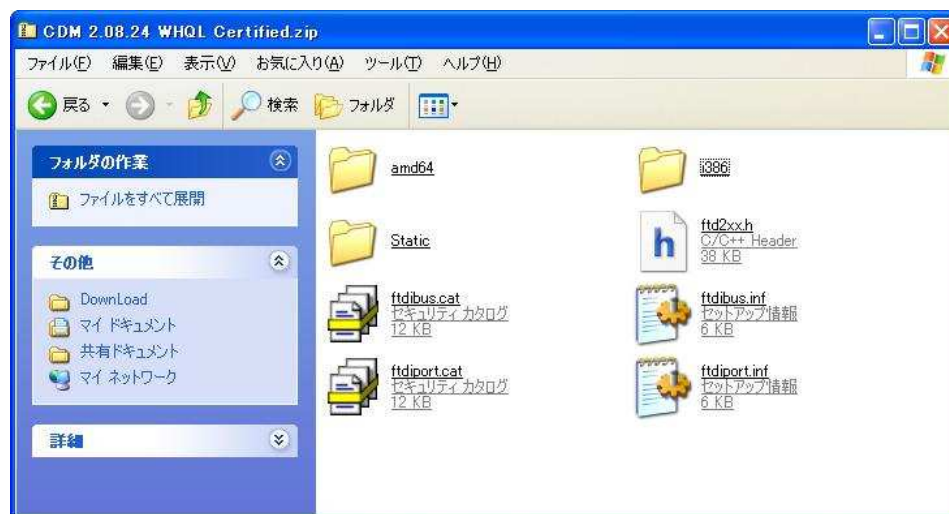 CDM 2.08.24 WHQL Certified.zip
ファイル(F) 編集(E) 表示(V) お気に入り(A) ツール(T) ヘルプ(H)
戻る 検索 フォルダ
フォルダの作業
ファイルをすべて展開
その他
DownLoad
マイ ドキュメント
共有ドキュメント
マイ ネットワーク
詳細
amd64
i386
Static
ftd2xx.h
C/C++ Header
38 KB
ftdibus.cat
セキュリティ カタログ
12 KB
ftdibus.inf
セットアップ情報
6 KB
ftdiport.cat
セキュリティ カタログ
12 KB
ftdiport.inf
セットアップ情報
6 KB